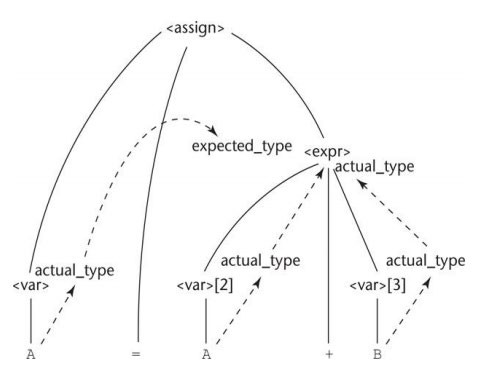 <assign>
expected_type
<expr>
actual_type
actual_type
actual_type
actual_type
<var>
<var>[2]
<var>[3]
A
=
A
+
B